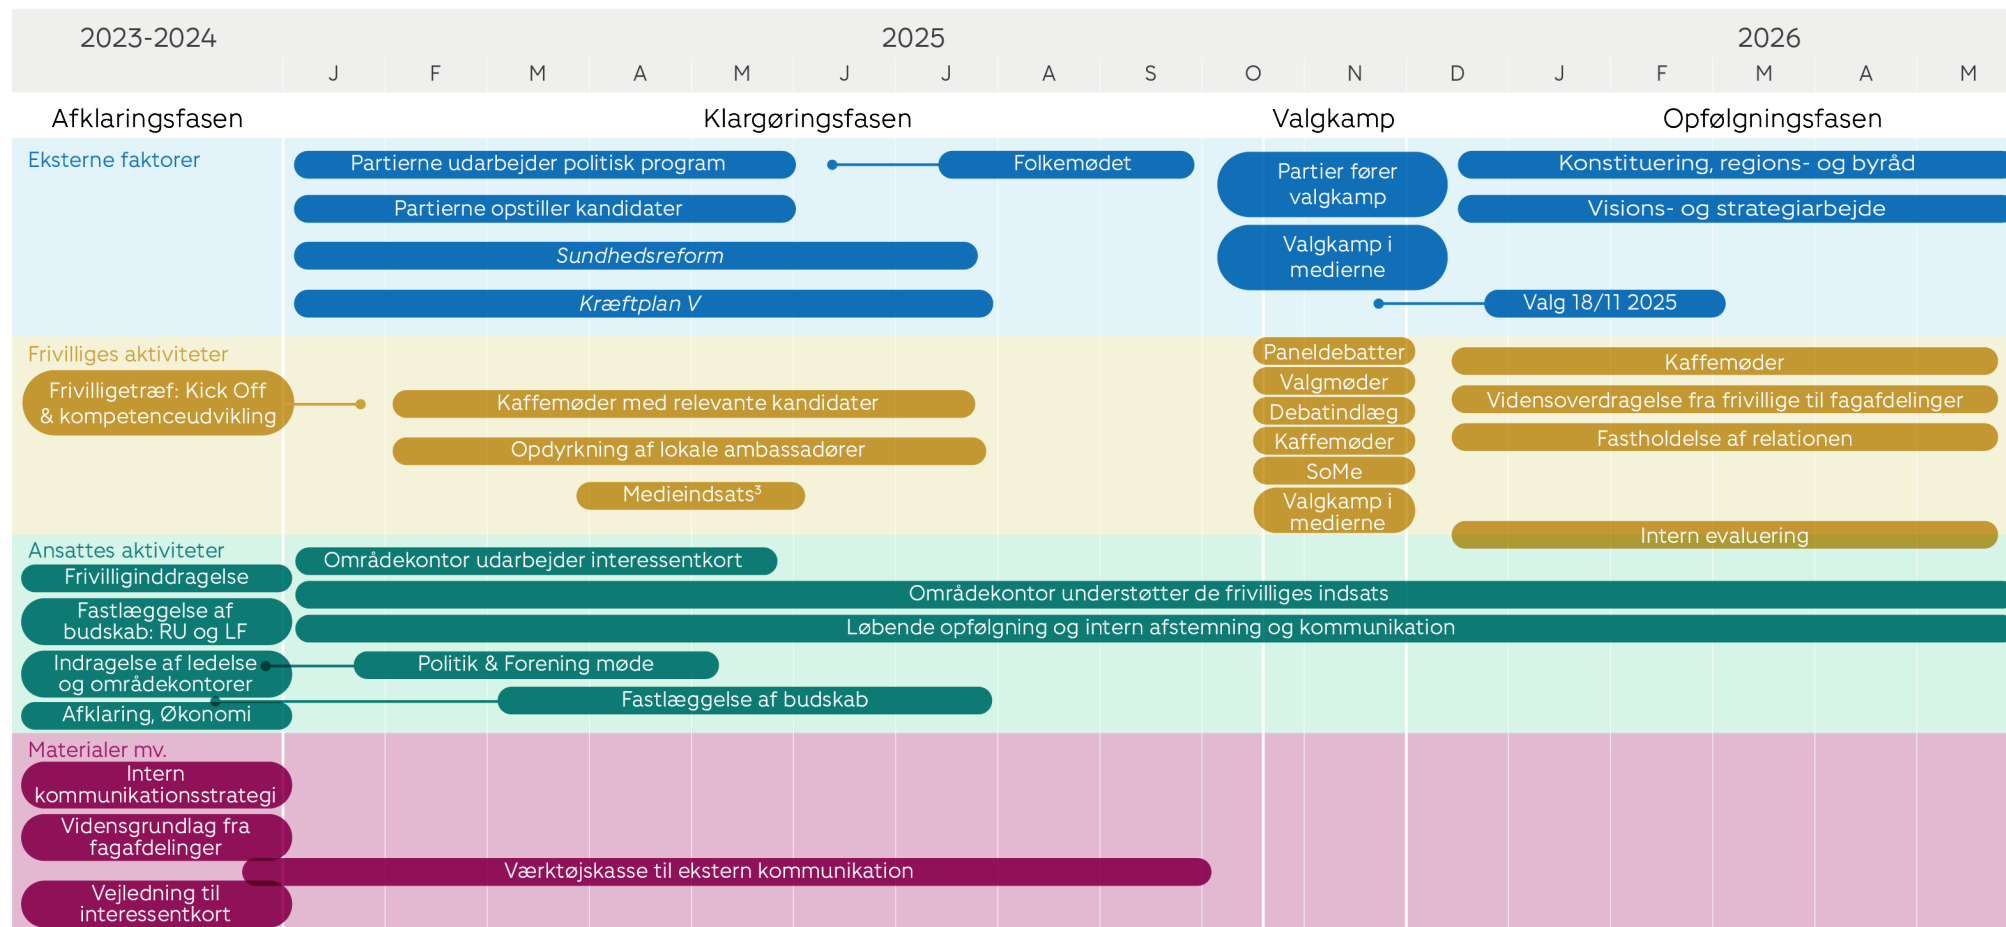 2023-2024
2025
2026
J F M A M J J A S O N D J F M A M
Afklaringsfasen
Klargøringsfasen
Valgkamp
Opfølgningsfasen
Eksterne faktorer
Partierne udarbejder politisk program
Folkemødet
Partier fører
valgkamp
Konstituering, regions- og byråd
Partierne opstiller kandidater
Visions- og strategiarbejde
Sundhedsreform
Valgkamp i
medierne
Kræftplan V
Valg 18/11 2025
Frivilliges aktiviteter
Frivilligetræf: Kick Off
& kompetenceudvikling
Kaffemøder med relevante kandidater
Opdyrkning af lokale ambassadører
Medieindsats³
Paneldebatter
Valgmøder
Debatindlæg
Kaffemøder
SoMe
Valgkamp i
medierne
Kaffemøder
Vidensoverdragelse fra frivillige til fagafdelinger
Fastholdelse af relationen
Intern evaluering
Ansattes aktiviteter
Frivilliginddragelse
Fastlæggelse af
budskab: RU og LF
Indragelse af ledelse
og områdekontorer
Afklaring, Økonomi
Områdekontor udarbejder interessentkort
Områdekontor understøtter de frivilliges indsats
Løbende opfølgning og intern afstemning og kommunikation
Politik & Forening møde
Fastlæggelse af budskab
Materialer mv.
Intern
kommunikationsstrategi
Vidensgrundlag fra
fagafdelinger
Værktøjskasse til ekstern kommunikation
Vejledning til
interessentkort